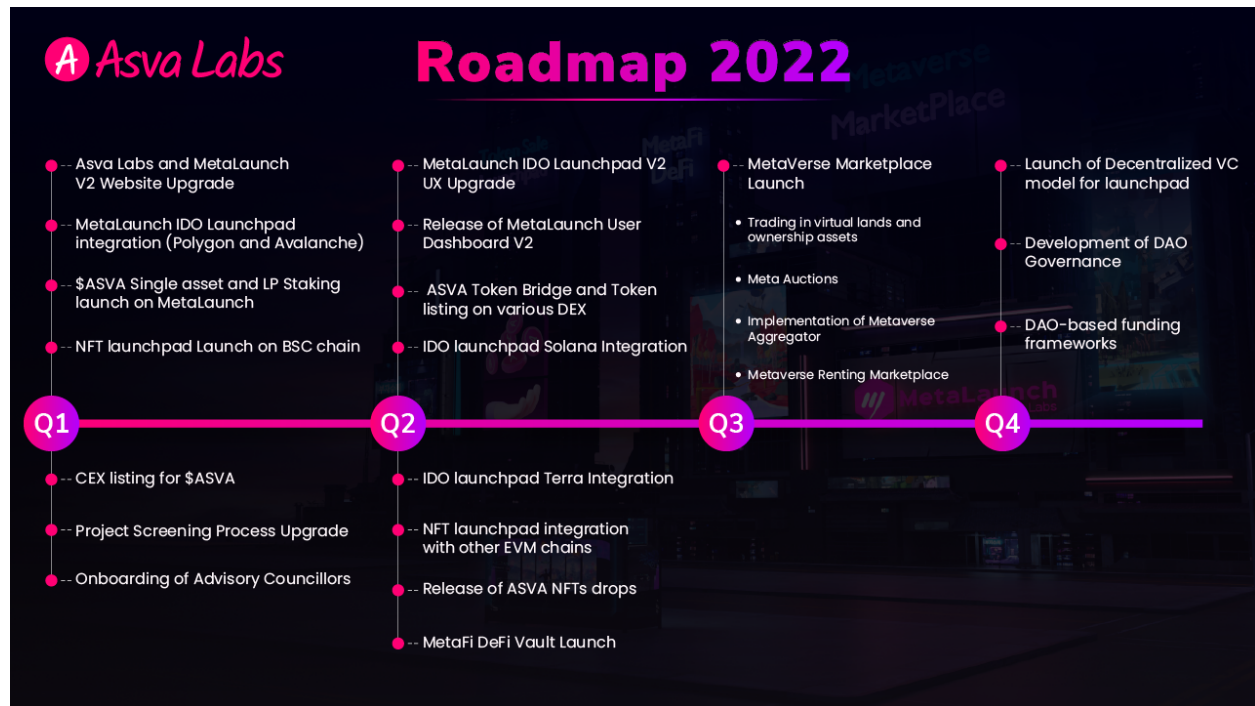 A Asva Labs
Roadmap 2022
Metaverse
MarketPlace
MetaFi
DeFi
Asva Labs and MetaLaunch
V2 Website Upgrade
MetaLaunch IDO Launchpad
integration (Polygon and Avalanche)
$ASVA Single asset and LP Staking
launch on MetaLaunch
NFT launchpad Launch on BSC chain
MetaLaunch IDO Launchpad V2
UX Upgrade
Release of MetaLaunch User
Dashboard V2
ASVA Token Bridge and Token
listing on various DEX
IDO launchpad Solana Integration
MetaVerse Marketplace
Launch
• Trading in virtual lands and
ownership assets
• Meta Auctions
• Implementation of Metaverse
Aggregator
• Metaverse Renting Marketplace
Launch of Decentralized VC
model for launchpad
Development of DAO
Governance
DAO-based funding
frameworks
MetaLaunch
Q1
Q2
Q3
Q4
CEX listing for $ASVA
Project Screening Process Upgrade
Onboarding of Advisory Councillors
IDO launchpad Terra Integration
NFT launchpad integration
with other EVM chains
Release of ASVA NFTs drops
MetaFi DeFi Vault Launch